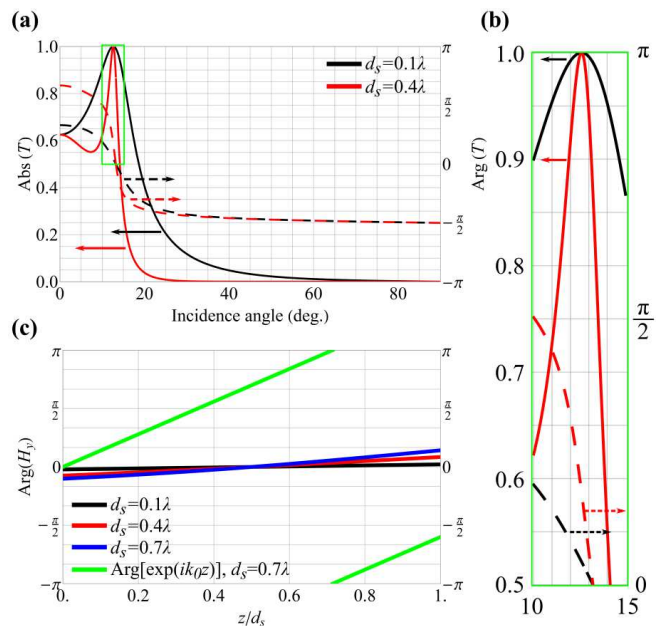 (a)
1.0
0.8
0.6
0.4
0.2
0.0
Abs (T)
π
π/2
0
−π/2
−π
d_s=0.1λ
d_s=0.4λ
0
20
40
60
80
Incidence angle (deg.)
(b)
1.0
0.9
0.8
0.7
0.6
0.5
Arg (T)
π
π/2
0
10
15
(c)
π
π/2
0
−π/2
−π
Arg(H_y)
π
π/2
0
−π/2
−π
d_s=0.1λ
d_s=0.4λ
d_s=0.7λ
Arg[exp(ik_0z)], d_s=0.7λ
0.
0.2
0.4
0.6
0.8
1.
z/d_s